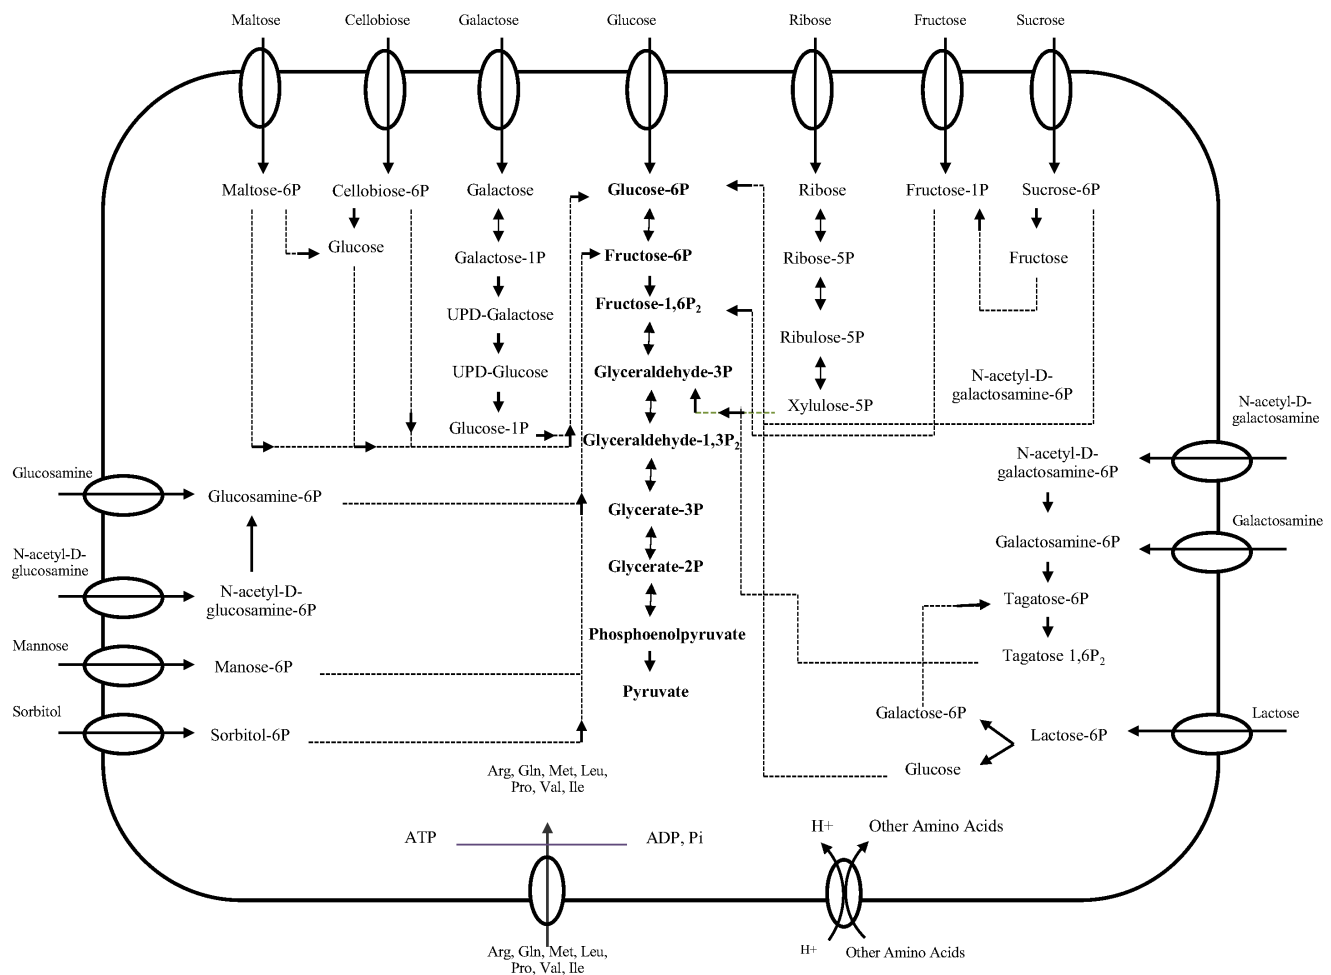 Maltose
Cellobiose
Galactose
Glucose
Ribose
Fructose
Sucrose
Maltose-6P
Cellobiose-6P
Galactose
Glucose-6P
Ribose
Fructose-1P
Sucrose-6P
Glucose
Galactose-1P
Fructose-6P
Ribose-5P
Fructose
UPD-Galactose
Fructose-1,6P2
Ribulose-5P
UPD-Glucose
Glyceraldehyde-3P
N-acetyl-D-
galactosamine-6P
Xylulose-5P
N-acetyl-D-
galactosamine
Glucose-1P
Glyceraldehyde-1,3P2
N-acetyl-D-
galactosamine-6P
Glucosamine
Glucosamine-6P
Glycerate-3P
Galactosamine
Galactosamine-6P
N-acetyl-D-
glucosamine
Glycerate-2P
N-acetyl-D-
glucosamine-6P
Tagatose-6P
Phosphoenolpyruvate
Mannose
Manose-6P
Tagatose 1,6P2
Pyruvate
Sorbitol
Sorbitol-6P
Galactose-6P
Lactose-6P
Lactose
Glucose
Arg, Gln, Met, Leu,
Pro, Val, Ile
ATP
ADP, Pi
H+
Other Amino Acids
H+
Other Amino Acids
Arg, Gln, Met, Leu,
Pro, Val, Ile